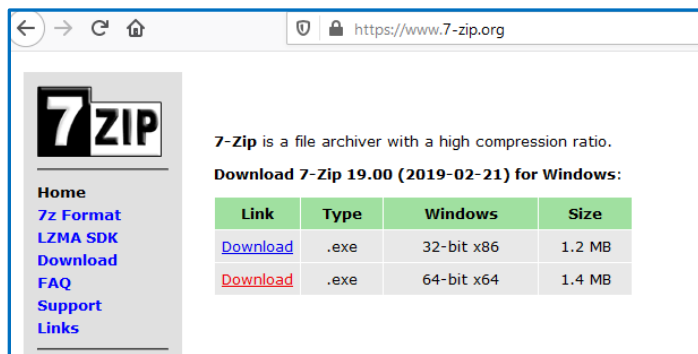 https://www.7-zip.org
7 ZIP
Home
7z Format
LZMA SDK
Download
FAQ
Support
Links
7-Zip is a file archiver with a high compression ratio.
Download 7-Zip 19.00 (2019-02-21) for Windows:
Link Type Windows Size
Download .exe 32-bit x86 1.2 MB
Download .exe 64-bit x64 1.4 MB